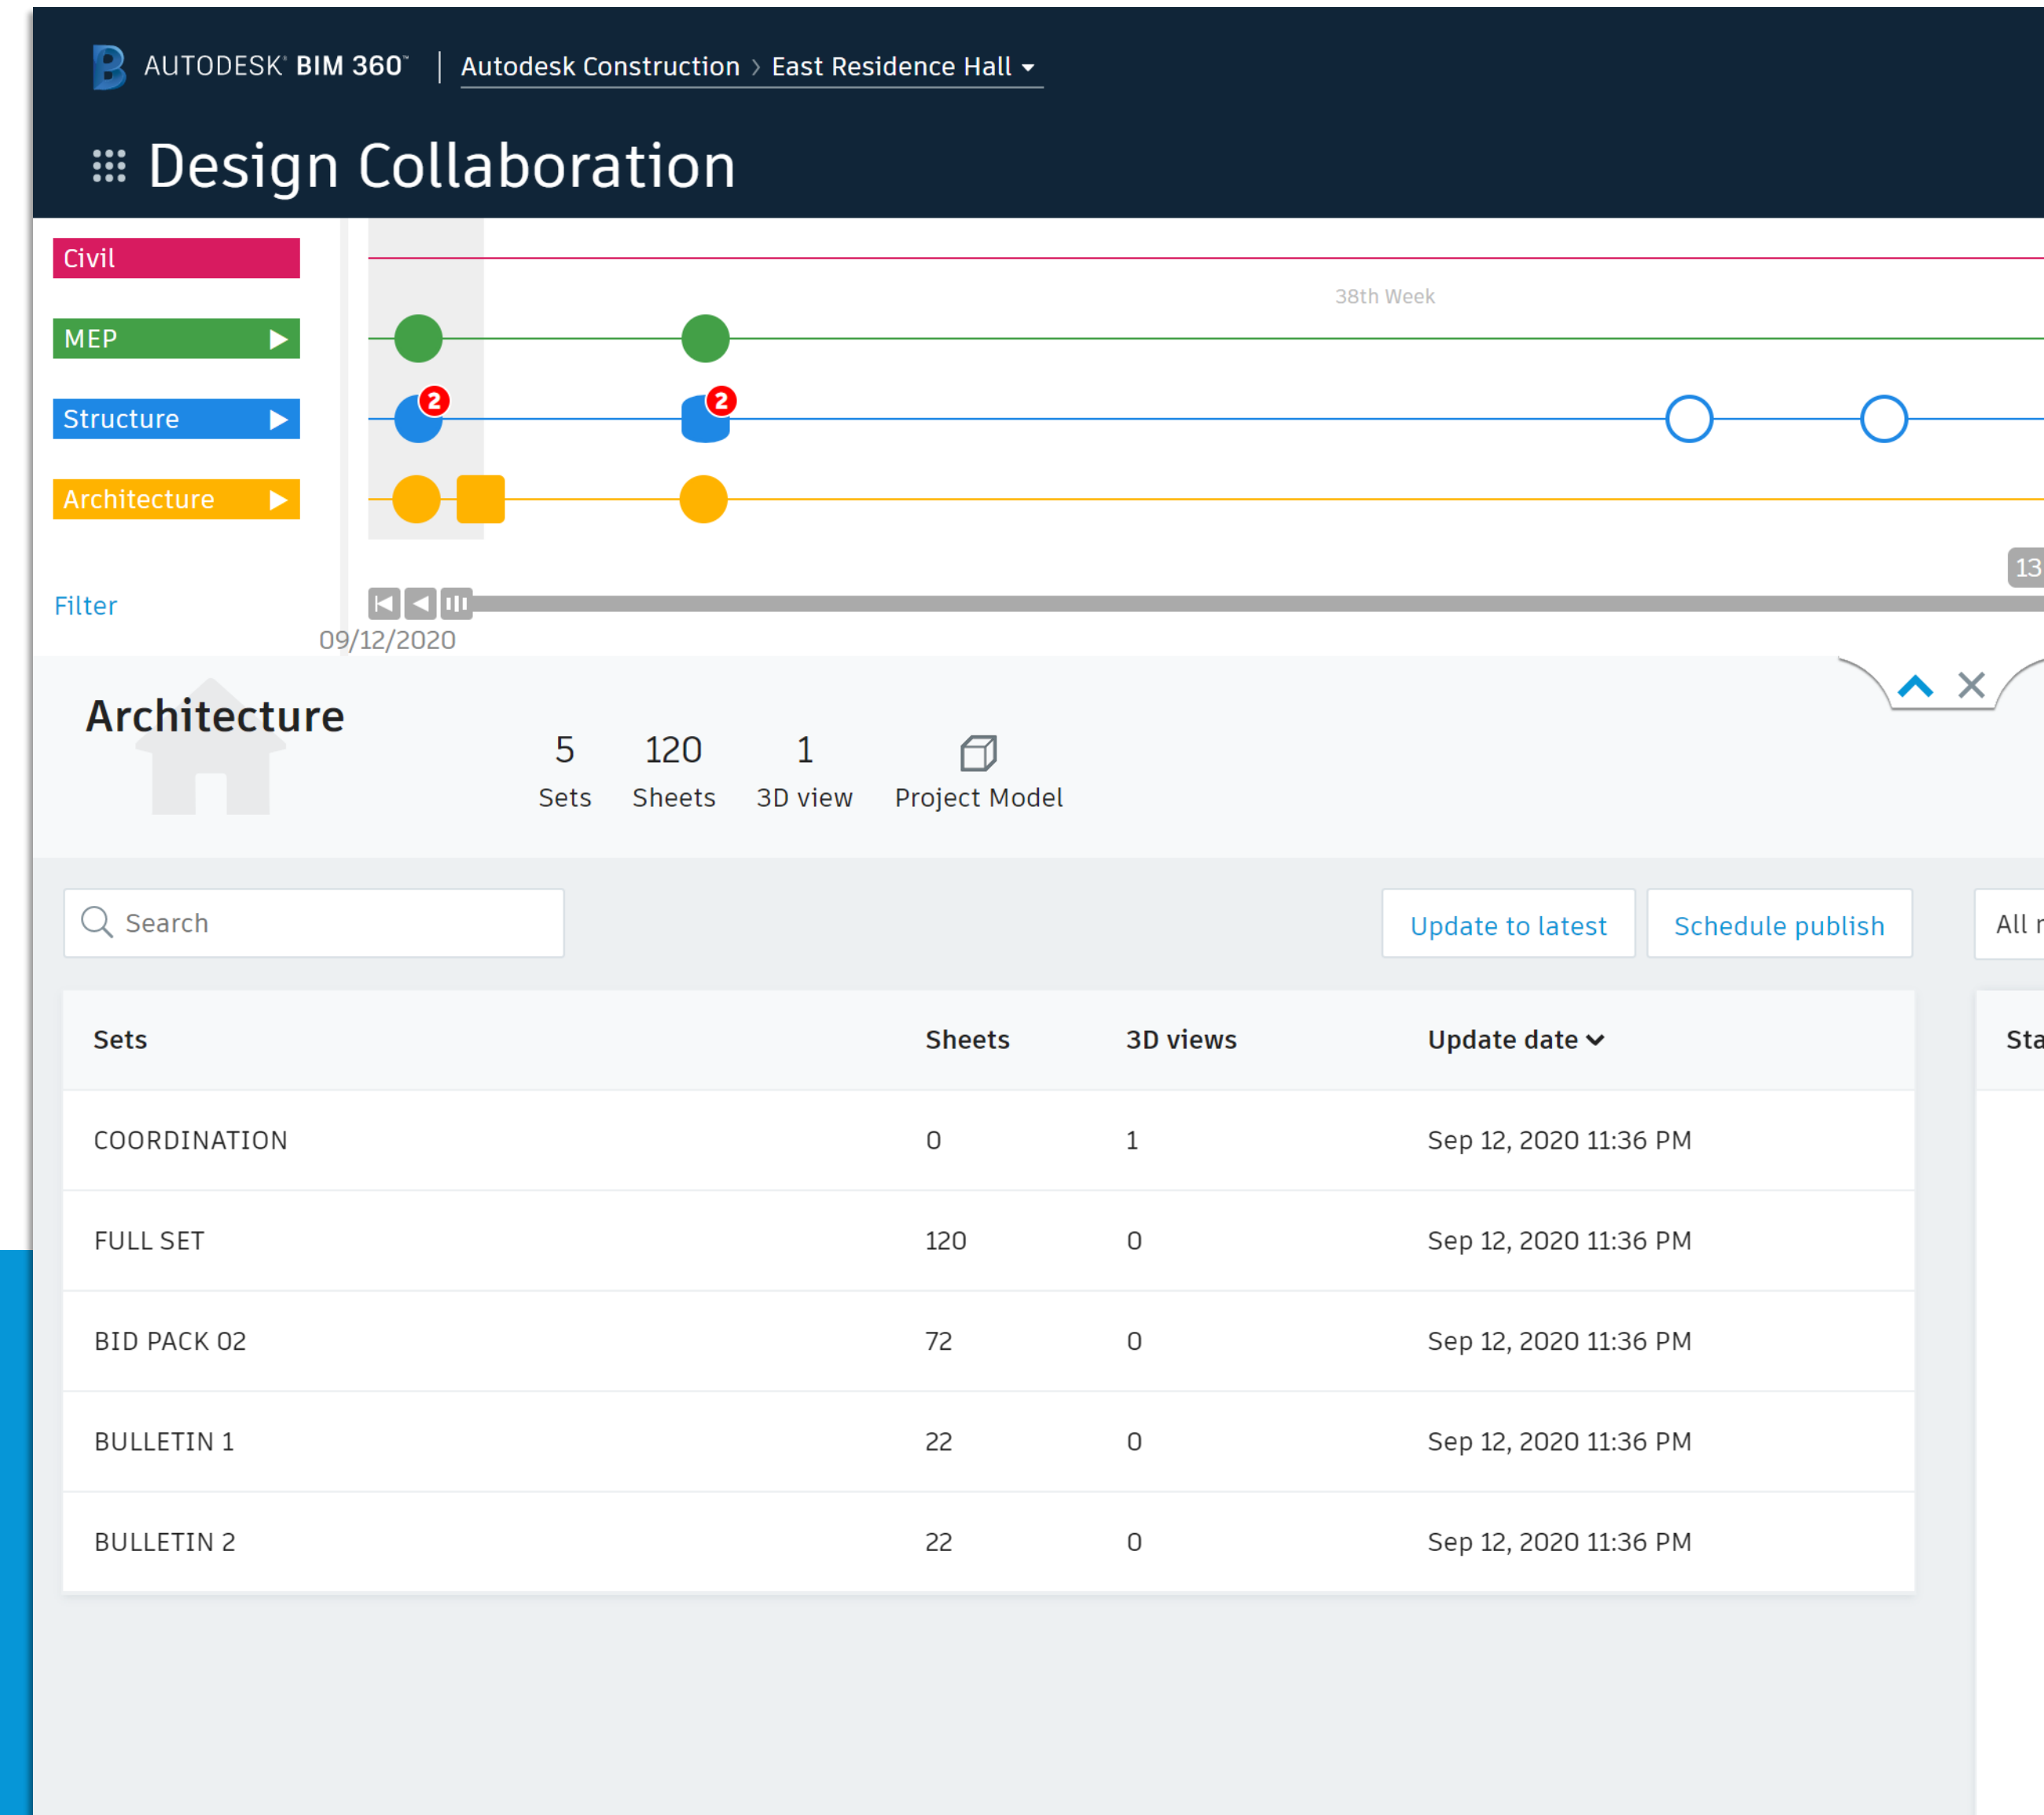 AUTODESK® BIM 360™ Autodesk Construction > East Residence Hall
Design Collaboration
Civil
38th Week
MEP
2 2
Structure
Architecture
13
Filter
09/12/2020
Architecture
5 120 1
Sets Sheets 3D view Project Model
Search Update to latest Schedule publish All
Sets Sheets 3D views Update date
COORDINATION 0 1 Sep 12, 2020 11:36 PM
FULL SET 120 0 Sep 12, 2020 11:36 PM
BID PACK 02 72 0 Sep 12, 2020 11:36 PM
BULLETIN 1 22 0 Sep 12, 2020 11:36 PM
BULLETIN 2 22 0 Sep 12, 2020 11:36 PM